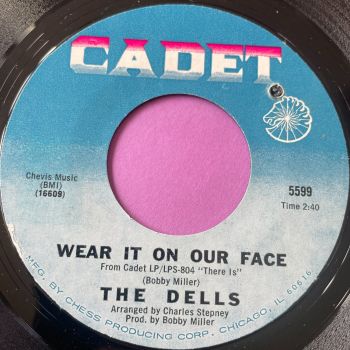 CADET
Chevis Music
(BMI)
(16609)
5599
Time 2:40
WEAR IT ON OUR FACE
From Cadet LP/LPS-804 "There Is"
(Bobby Miller)
THE DELLS
Arranged by Charles Stepney
Prod. by Bobby Miller
MFG. BY CHESS PRODUCING CORP. CHICAGO, IL 60616